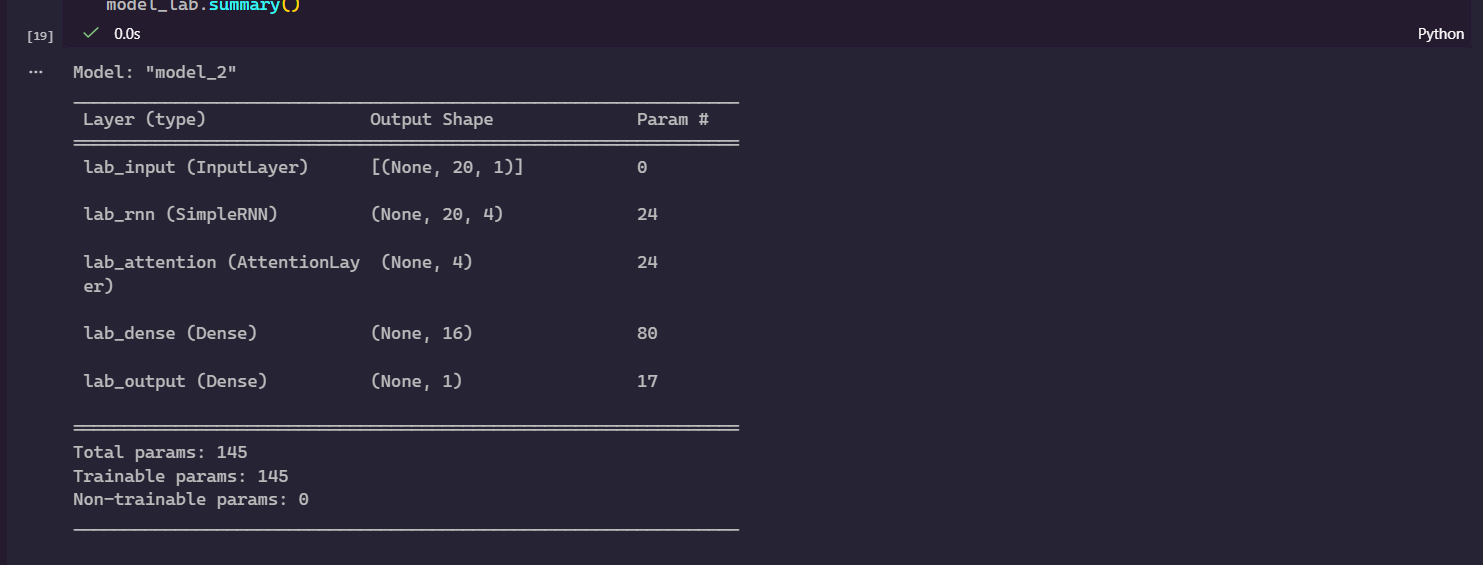 model_lab.summary()
[19] ✓ 0.0s Python
... Model: "model_2"
Layer (type) Output Shape Param #
lab_input (InputLayer) [(None, 20, 1)] 0
lab_rnn (SimpleRNN) (None, 20, 4) 24
lab_attention (AttentionLay (None, 4) 24
er)
lab_dense (Dense) (None, 16) 80
lab_output (Dense) (None, 1) 17
Total params: 145
Trainable params: 145
Non-trainable params: 0